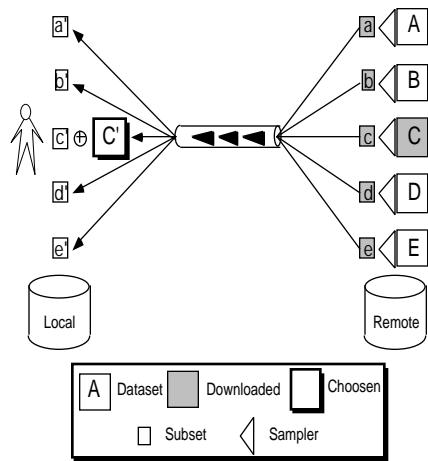 a' a A
b' b B
c ⊕ C' c C
d' d D
e' e E
Local Remote
A Dataset Downloaded Choosen
Subset Sampler